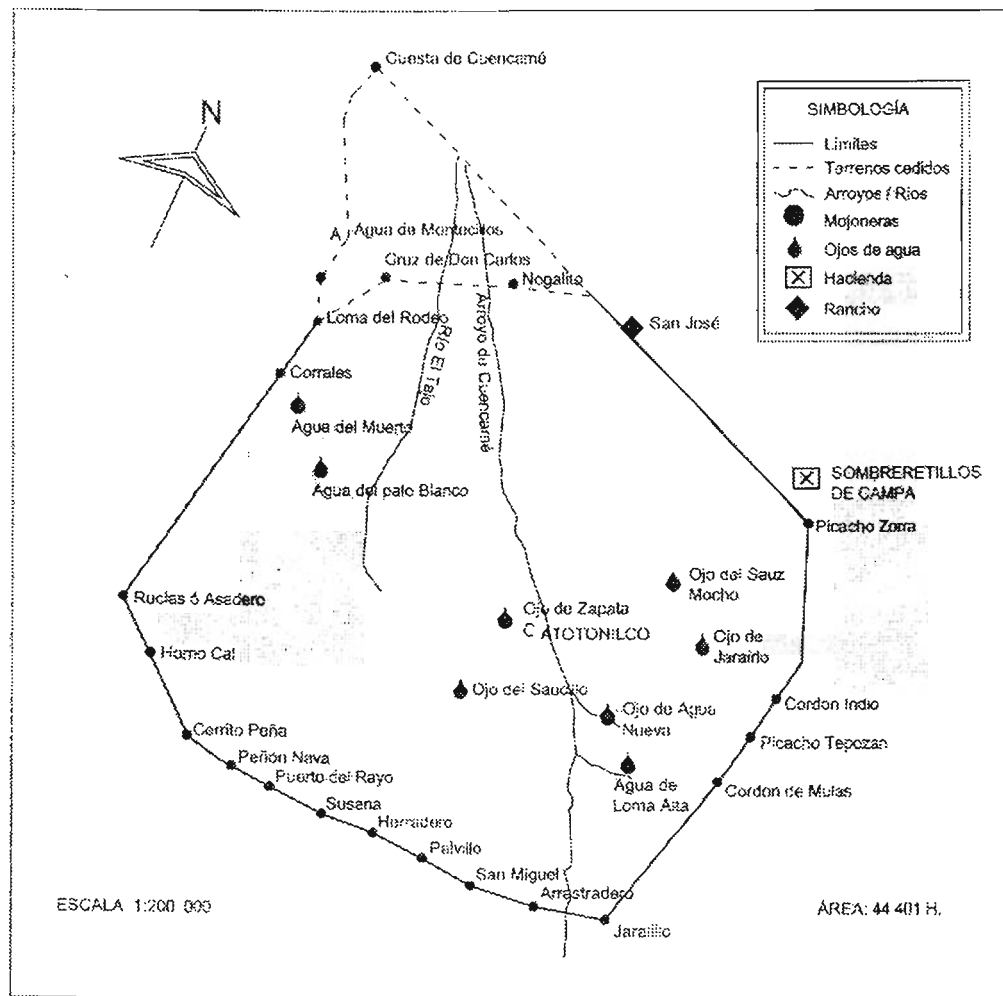 Cuesta de Cuencamé
N
SIMBOLOGÍA
Límites
Terrenos cedidos
Arroyos / Ríos
Mojoneras
Ojos de agua
Hacienda
Rancho
A
Agua de Montecillos
Cruz de Don Carlos
Nogalito
Loma del Rodeo
San José
Río El Tajo
Arroyo de Cuencamé
Corrales
Agua del Muerto
Agua del palo Blanco
SOMBRERETILLOS
DE CAMPA
Picacho Zorra
Rucias ó Asadero
Ojo del Sauz
Mocho
Ojo de Zapata
O ATOTONILCO
Ojo de
Jarairlo
Horno Cal
Ojo del Saucillo
Cordon Indio
Ojo de Agua
Nueva
Cerrito Peña
Picacho Tepozan
Peñón Nava
Puerto del Rayo
Agua de
Loma Alta
Cordon de Mulas
Susana
Herradero
Palvillo
San Miguel
Arrastradero
Jaralillo
ESCALA 1:200 000
ÁREA: 44 401 H.